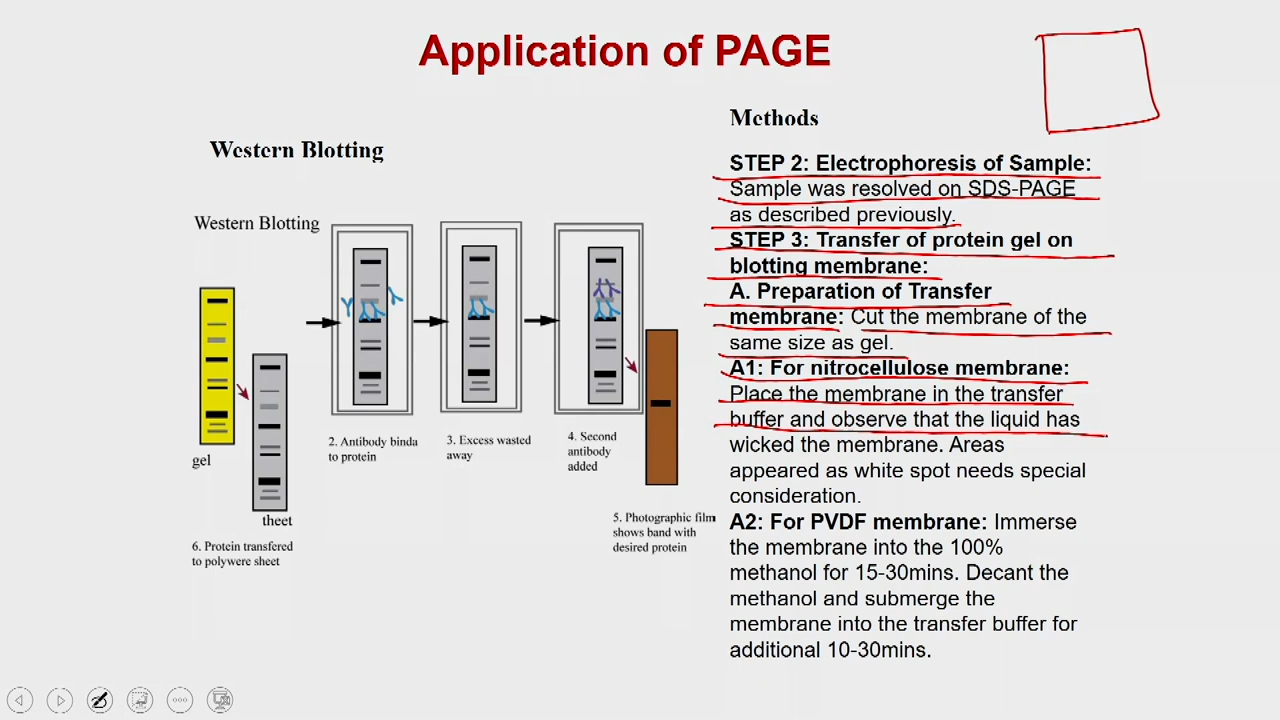 Application of PAGE
Western Blotting
Western Blotting
gel
theet
6. Protein transfered
to polywere sheet
2. Antibody binda
to protein
3. Excess wasted
away
4. Second
antibody
added
5. Photographic film
shows band with
desired protein
Methods
STEP 2: Electrophoresis of Sample:
Sample was resolved on SDS-PAGE
as described previously.
STEP 3: Transfer of protein gel on
blotting membrane:
A. Preparation of Transfer
membrane: Cut the membrane of the
same size as gel.
A1: For nitrocellulose membrane:
Place the membrane in the transfer
buffer and observe that the liquid has
wicked the membrane. Areas
appeared as white spot needs special
consideration.
A2: For PVDF membrane: Immerse
the membrane into the 100%
methanol for 15-30mins. Decant the
methanol and submerge the
membrane into the transfer buffer for
additional 10-30mins.